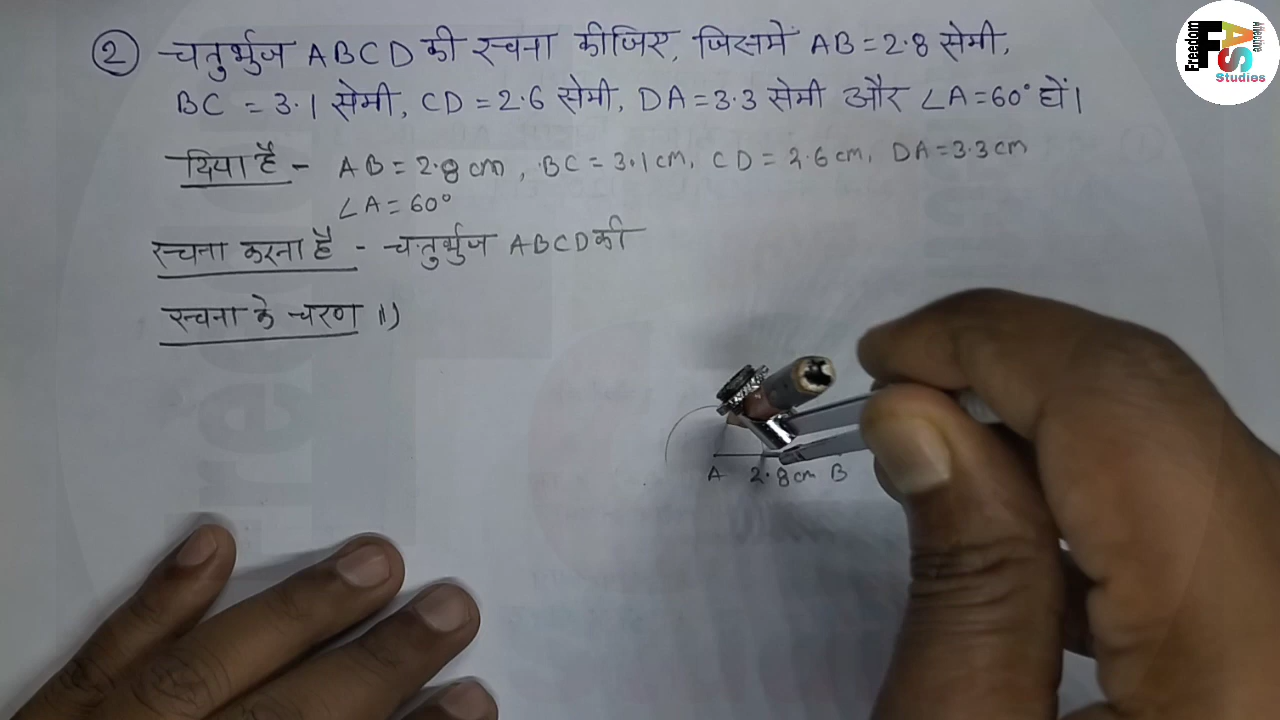 ② चतुर्भुज ABCD की रचना कीजिए, जिसमें AB = 2.8 सेमी,
BC = 3.1 सेमी, CD = 2.6 सेमी, DA = 3.3 सेमी और ∠A = 60° हों।
दिया है - AB = 2.8 cm, BC = 3.1 cm, CD = 2.6 cm, DA = 3.3 cm
∠A = 60°
रचना करना है - चतुर्भुज ABCD की
रचना के चरण 1)
A 2.8 cm B
Freedom FAS Studies